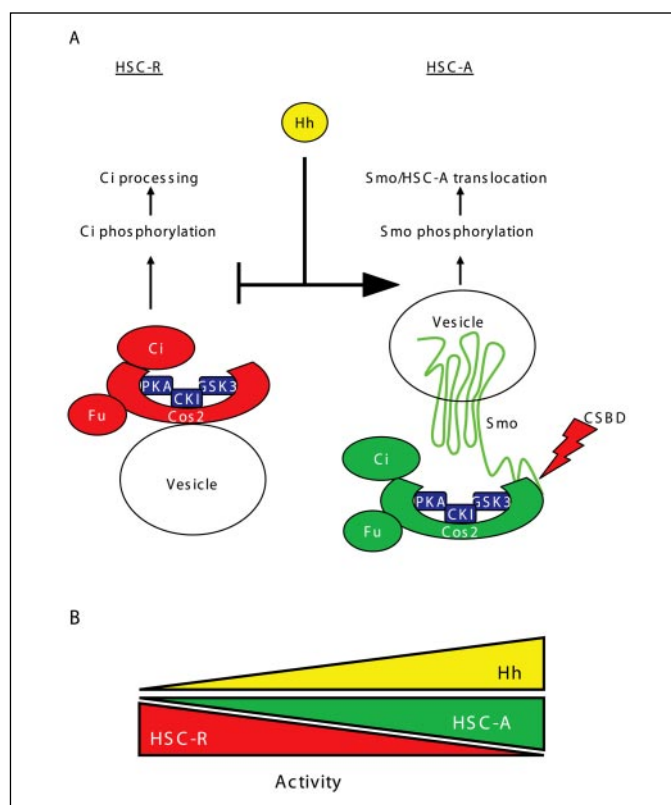 A
HSC-R
HSC-A
Hh
Ci processing
Smo/HSC-A translocation
Ci phosphorylation
Smo phosphorylation
Vesicle
Ci
PKA
GSK3
CKI
Fu
Cos2
Vesicle
Smo
CSBD
Ci
PKA
GSK3
CKI
Fu
Cos2
B
Hh
HSC-A
HSC-R
Activity